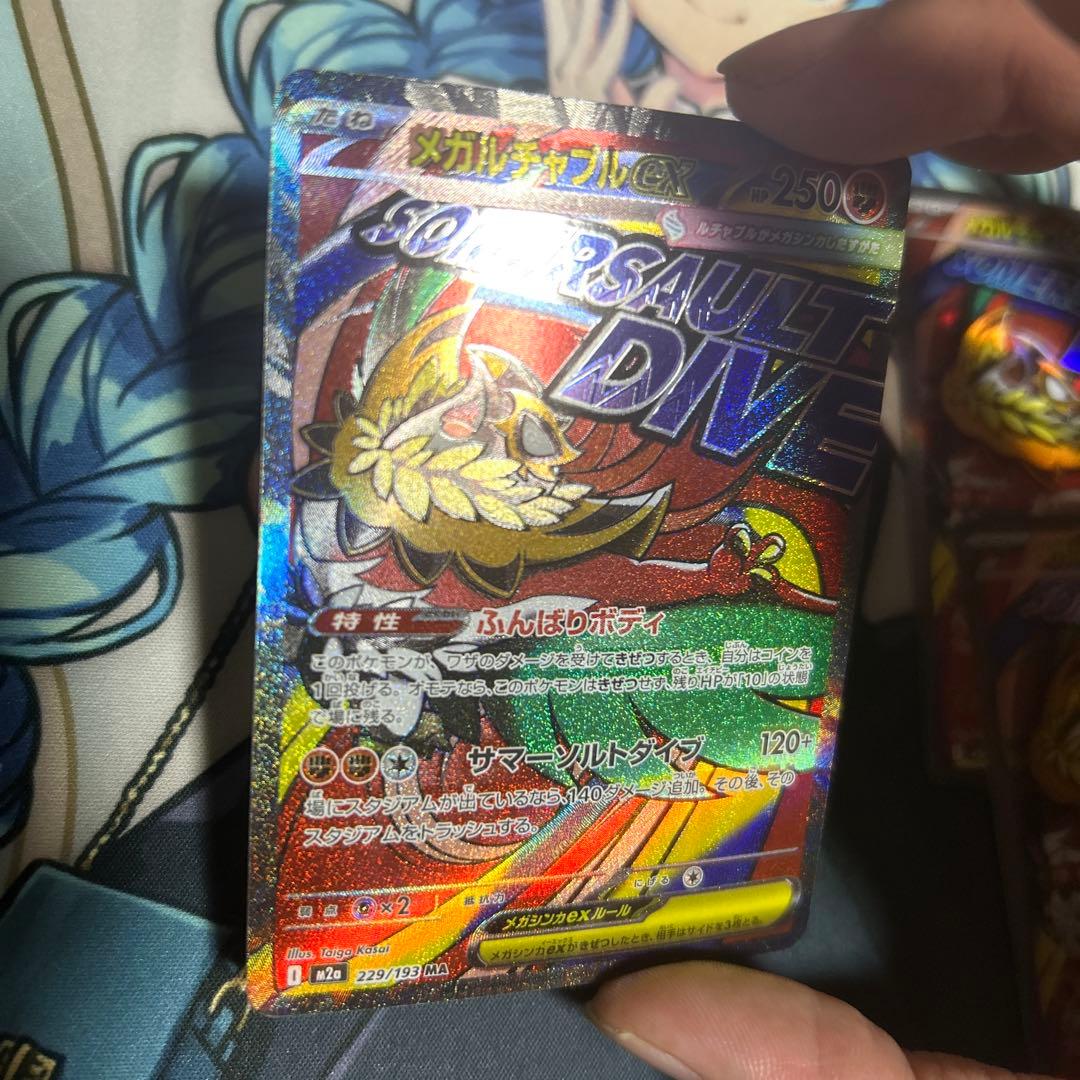 たね メガルチャブルex HP 250
ルチャブルがメガシンカしたすがた
SOMERSAULT
DIVE
特性 ふんばりボディ
このポケモンが、ワザのダメージを受けてきぜつするとき、自分はコインを
1回投げる。オモテなら、このポケモンはきぜつせず、残りHPが「10」の状態
で場に残る。
サマーソルトダイブ 120+
場にスタジアムが出ているなら、140ダメージ追加。その後、その
スタジアムをトラッシュする。
弱点 ×2 抵抗力 にげる
メガシンカexルール
メガシンカexがきぜつしたとき、相手はサイドを3枚とる。
Illus. Taiga Kasai
I M2a 229/193 MA